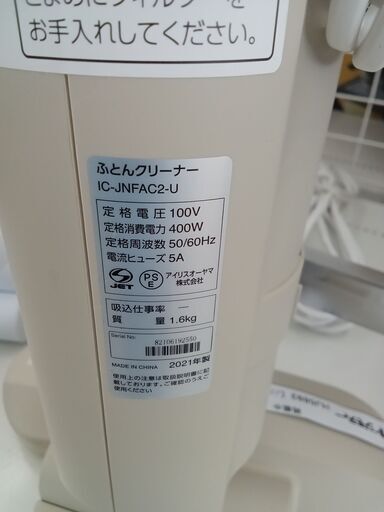 こまめにフィルターを
お手入れしてください。
ふとんクリーナー
IC-JNFAC2-U
定格電圧 100V
定格消費電力 400W
定格周波数 50/60Hz
電流ヒューズ 5A
JET
PS
E
アイリスオーヤマ
株式会社
吸込仕事率 ―
質量 1.6kg
Serial No.
82106192550
MADE IN CHINA 2021年製
使用上の注意は取扱説明書に記
載しております。ご確認のうえご
使用ください